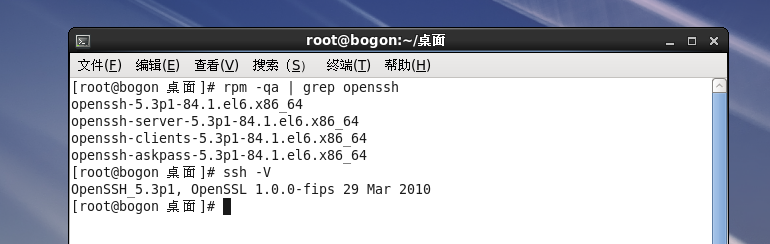 root@bogon:~/桌面
文件(F) 编辑(E) 查看(V) 搜索 (S) 终端(T) 帮助(H)
[root@bogon 桌面]# rpm -qa | grep openssh
openssh-5.3p1-84.1.el6.x86_64
openssh-server-5.3p1-84.1.el6.x86_64
openssh-clients-5.3p1-84.1.el6.x86_64
openssh-askpass-5.3p1-84.1.el6.x86_64
[root@bogon 桌面]# ssh -V
OpenSSH_5.3p1, OpenSSL 1.0.0-fips 29 Mar 2010
[root@bogon 桌面]#